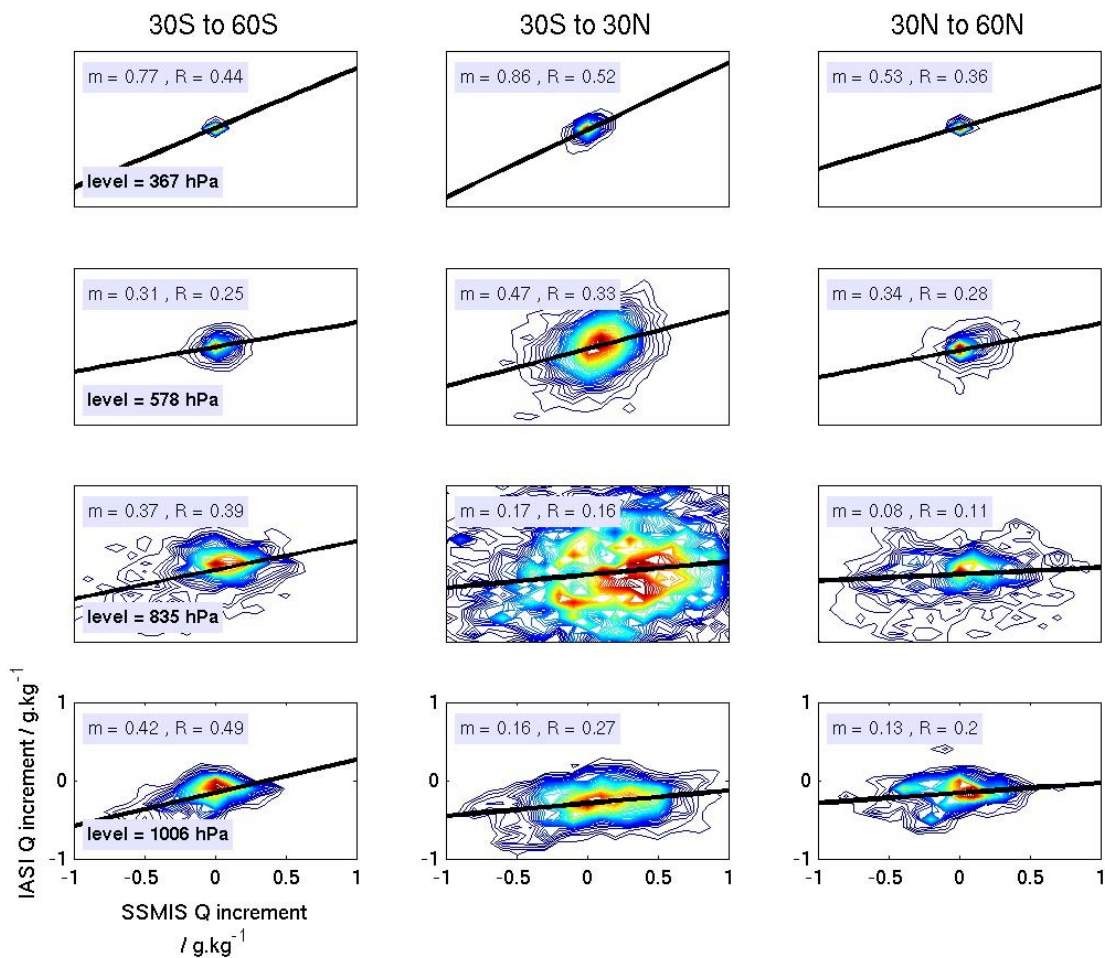 30S to 60S
30S to 30N
30N to 60N
m = 0.77 , R = 0.44
m = 0.86 , R = 0.52
m = 0.53 , R = 0.36
level = 367 hPa
m = 0.31 , R = 0.25
m = 0.47 , R = 0.33
m = 0.34 , R = 0.28
level = 578 hPa
m = 0.37 , R = 0.39
m = 0.17 , R = 0.16
m = 0.08 , R = 0.11
level = 835 hPa
IASI Q increment / g.kg⁻¹
1
0
-1
m = 0.42 , R = 0.49
level = 1006 hPa
-1
-0.5
0
0.5
1
1
0
-1
m = 0.16 , R = 0.27
-1
-0.5
0
0.5
1
1
0
-1
m = 0.13 , R = 0.2
-1
-0.5
0
0.5
1
SSMIS Q increment
/ g.kg⁻¹